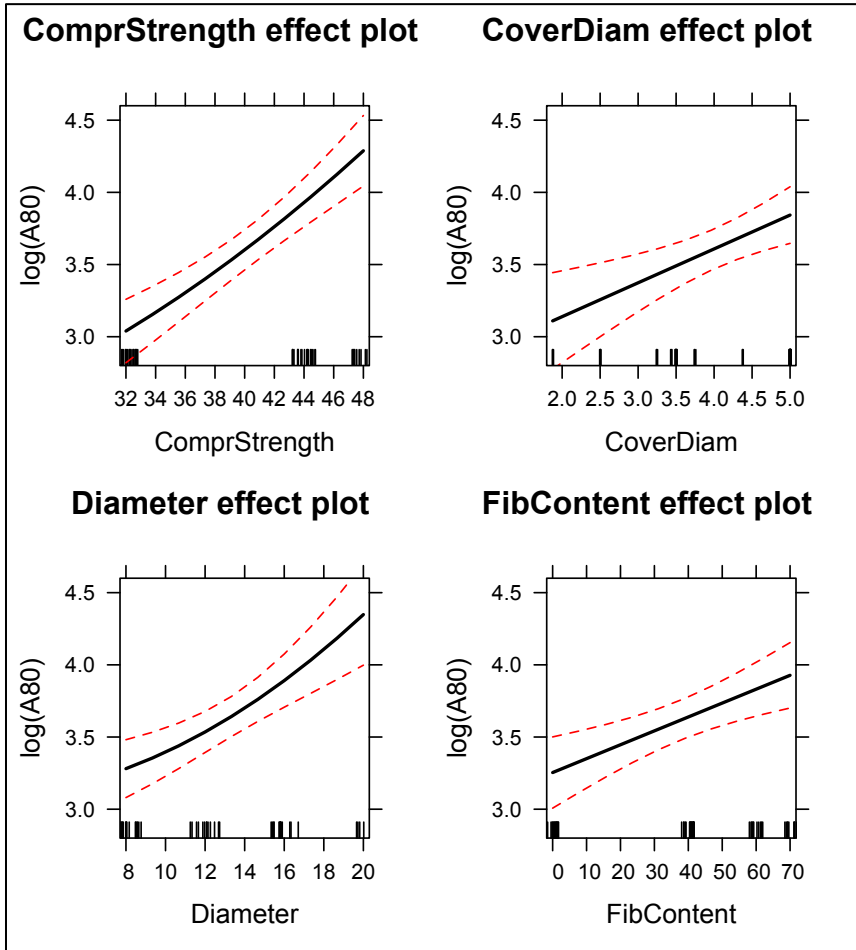 ComprStrength effect plot
4.5
4.0
3.5
3.0
log(A80)
32 34 36 38 40 42 44 46 48
ComprStrength
CoverDiam effect plot
4.5
4.0
3.5
3.0
log(A80)
2.0 2.5 3.0 3.5 4.0 4.5 5.0
CoverDiam
Diameter effect plot
4.5
4.0
3.5
3.0
log(A80)
8 10 12 14 16 18 20
Diameter
FibContent effect plot
4.5
4.0
3.5
3.0
log(A80)
0 10 20 30 40 50 60 70
FibContent